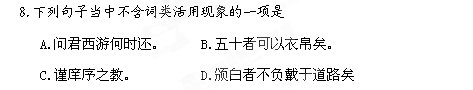 8.下列句子当中不含词类活用现象的一项是
A.问君西游何时还。 B.五十者可以衣帛矣。
C.谨庠序之教。 D.颁白者不负戴于道路矣